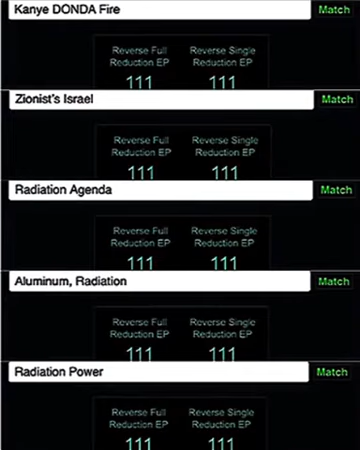 Kanye DONDA Fire Match
Reverse Full Reverse Single
Reduction EP Reduction EP
111 111
Zionist's Israel Match
Reverse Full Reverse Single
Reduction EP Reduction EP
111 111
Radiation Agenda Match
Reverse Full Reverse Single
Reduction EP Reduction EP
111 111
Aluminum, Radiation Match
Reverse Full Reverse Single
Reduction EP Reduction EP
111 111
Radiation Power Match
Reverse Full Reverse Single
Reduction EP Reduction EP
111 111